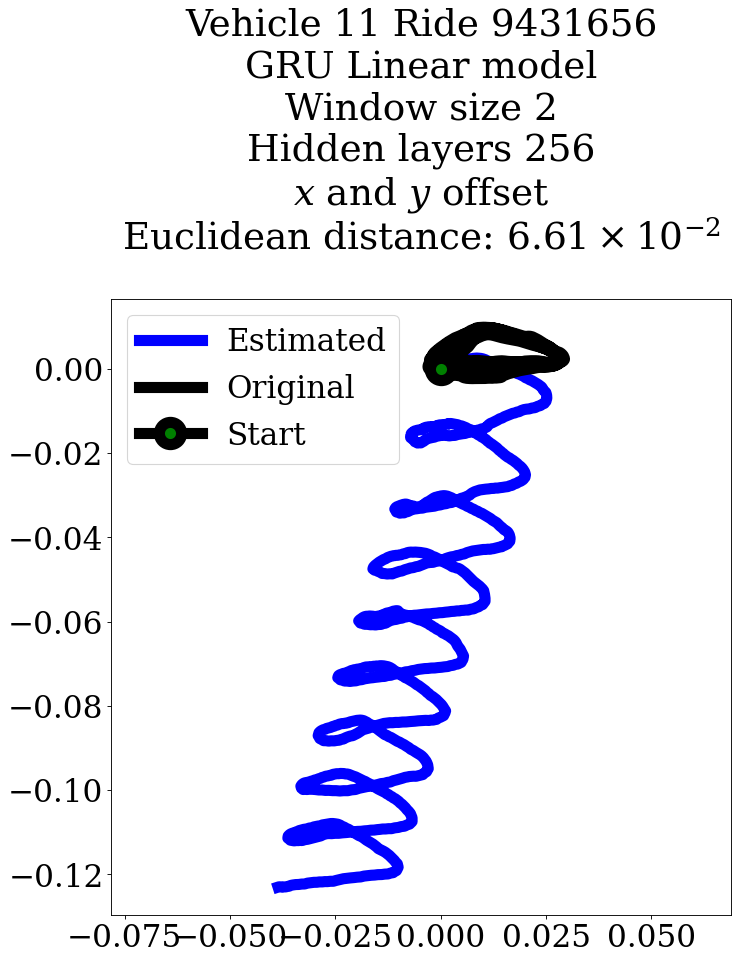 Vehicle 11 Ride 9431656
GRU Linear model
Window size 2
Hidden layers 256
x and y offset
Euclidean distance: 6.61 × 10⁻²
Estimated
Original
Start
0.00
−0.02
−0.04
−0.06
−0.08
−0.10
−0.12
−0.075 −0.050 −0.025 0.000 0.025 0.050